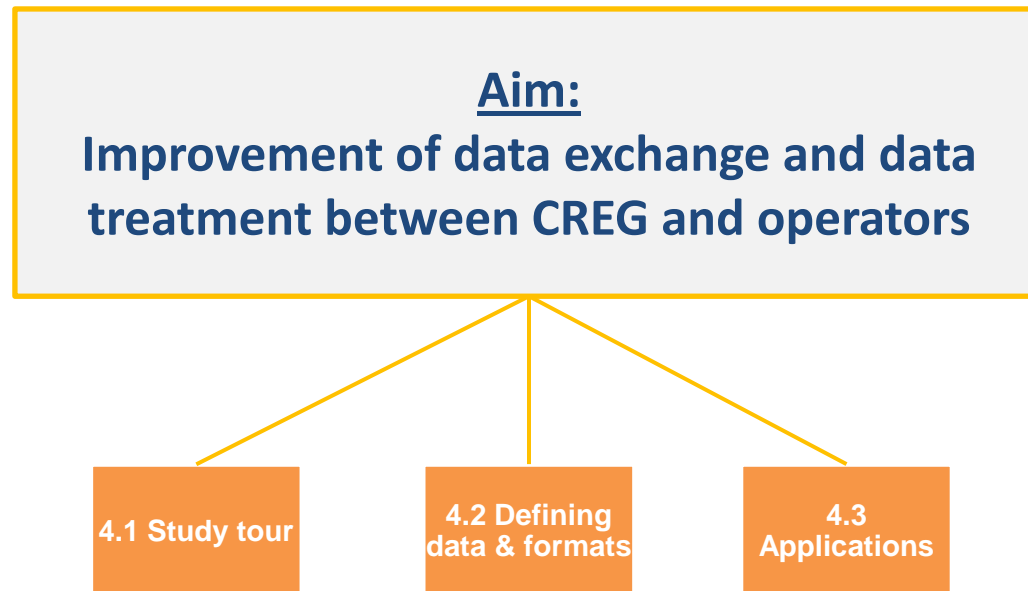 Aim:
Improvement of data exchange and data
treatment between CREG and operators
4.1 Study tour
4.2 Defining
data & formats
4.3
Applications